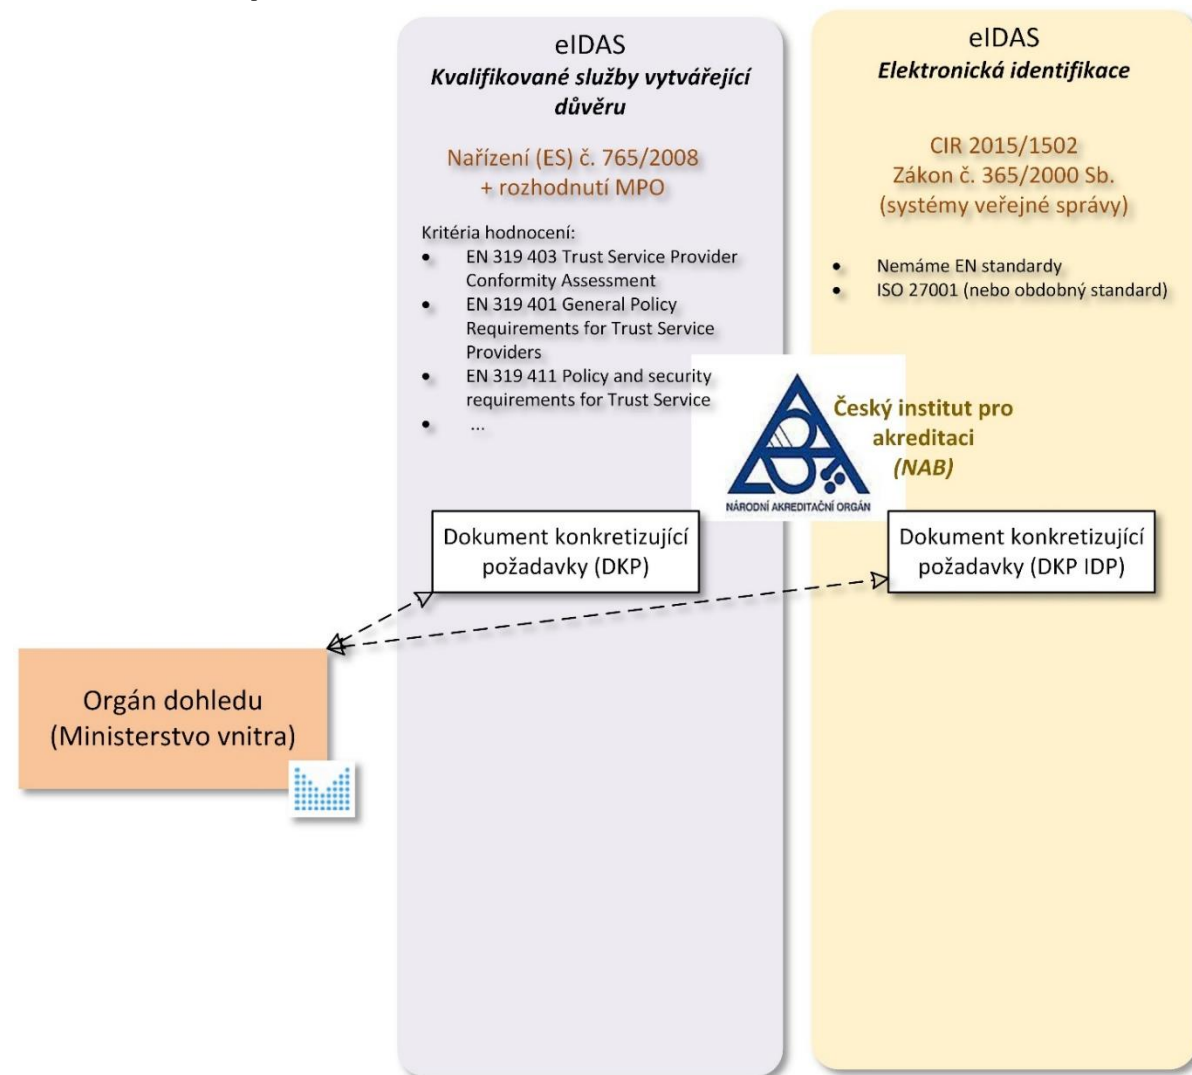 eIDAS
Kvalifikované služby vytvářející
důvěru
Nařízení (ES) č. 765/2008
+ rozhodnutí MPO
Kritéria hodnocení:
• EN 319 403 Trust Service Provider
Conformity Assessment
• EN 319 401 General Policy
Requirements for Trust Service
Providers
• EN 319 411 Policy and security
requirements for Trust Service
• ...
eIDAS
Elektronická identifikace
CIR 2015/1502
Zákon č. 365/2000 Sb.
(systémy veřejné správy)
• Nemáme EN standardy
• ISO 27001 (nebo obdobný standard)
NÁRODNÍ AKREDITAČNÍ ORGÁN
Český institut pro
akreditaci
(NAB)
Dokument konkretizující
požadavky (DKP)
Dokument konkretizující
požadavky (DKP IDP)
Orgán dohledu
(Ministerstvo vnitra)